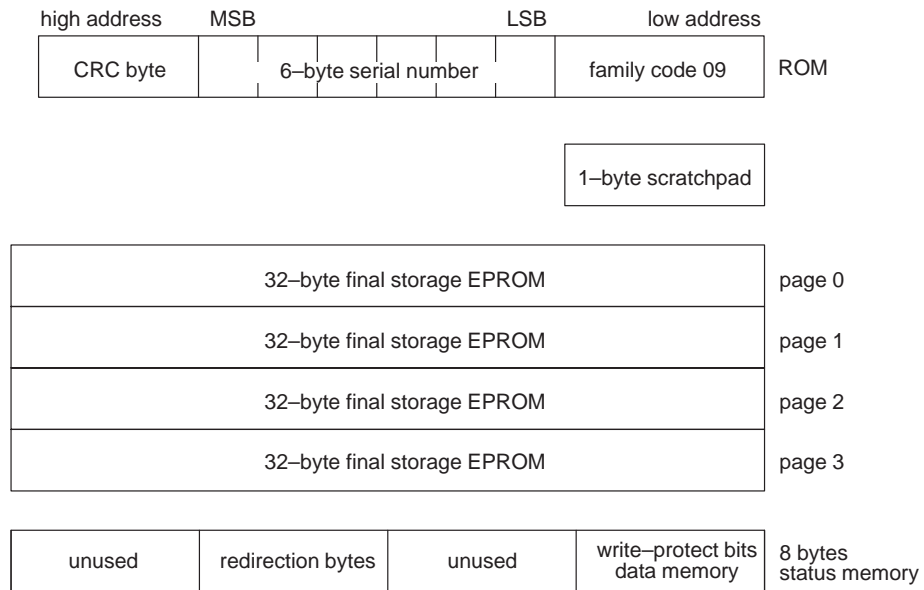 high address MSB LSB low address
CRC byte 6–byte serial number family code 09 ROM
1–byte scratchpad
32–byte final storage EPROM page 0
32–byte final storage EPROM page 1
32–byte final storage EPROM page 2
32–byte final storage EPROM page 3
unused redirection bytes unused write–protect bits data memory 8 bytes status memory